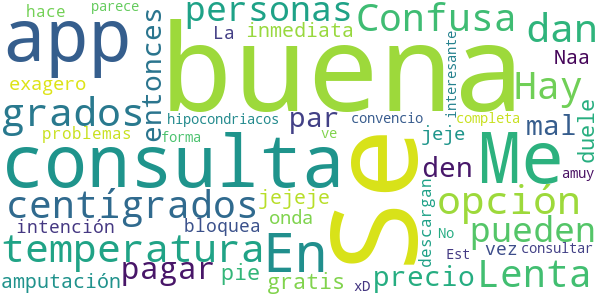 hace
parece
personas
Confusa
dan
app
buena
La
inmediata
entonces
interesante
Naa
exagero
grados
Hay
hipocondriacos
par
convencio
completa
problemas
forma
ve
jeje
mal
duele
consulta
Se
Me
den
amuy
centígrados
jejeje
opción
intención
bloquea
onda
descargan
No
pueden
temperatura
En
Est
vez
consultar
amputación
pagar
pie
gratis
xD
precio
Lenta